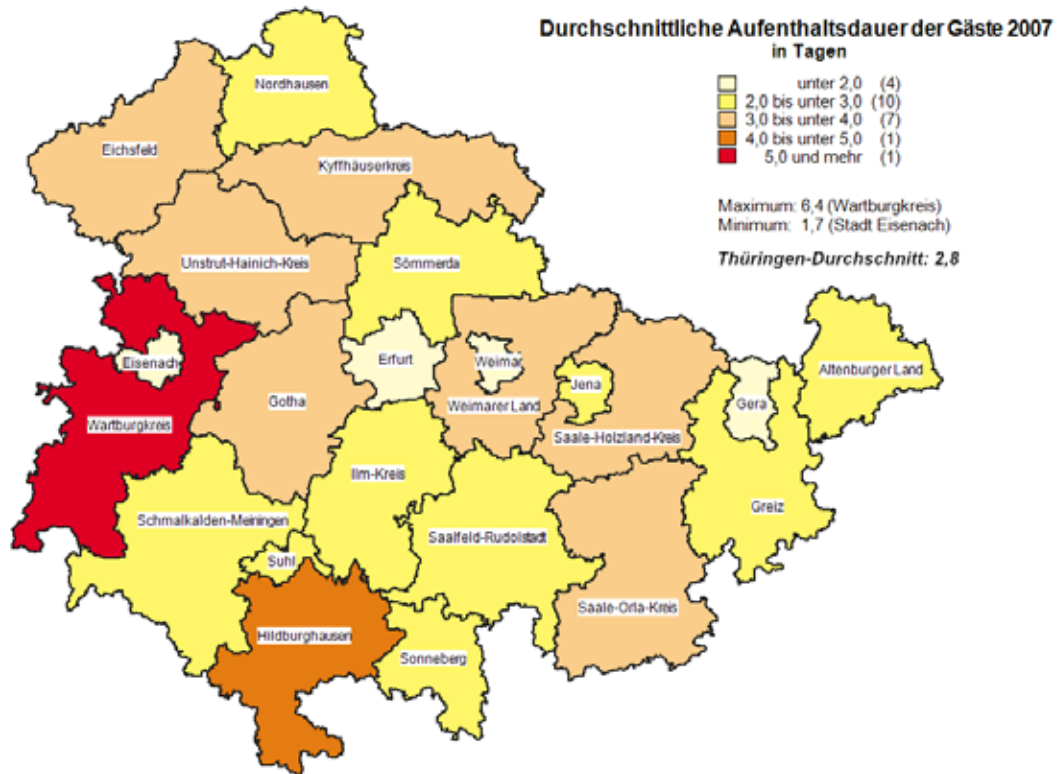 Durchschnittliche Aufenthaltsdauer der Gäste 2007
in Tagen
unter 2,0 (4)
2,0 bis unter 3,0 (10)
3,0 bis unter 4,0 (7)
4,0 bis unter 5,0 (1)
5,0 und mehr (1)
Maximum: 6,4 (Wartburgkreis)
Minimum: 1,7 (Stadt Eisenach)
Thüringen-Durchschnitt: 2,8
Nordhausen
Eichsfeld
Kyffhäuserkreis
Unstrut-Hainich-Kreis
Sömmerda
Eisenach
Erfurt
Weimar
Altenburger Land
Jena
Gotha
Weimarer Land
Gera
Wartburgkreis
Saale-Holzland-Kreis
Ilm-Kreis
Greiz
Schmalkalden-Meiningen
Saalfeld-Rudolstadt
Suhl
Saale-Orla-Kreis
Hildburghausen
Sonneberg